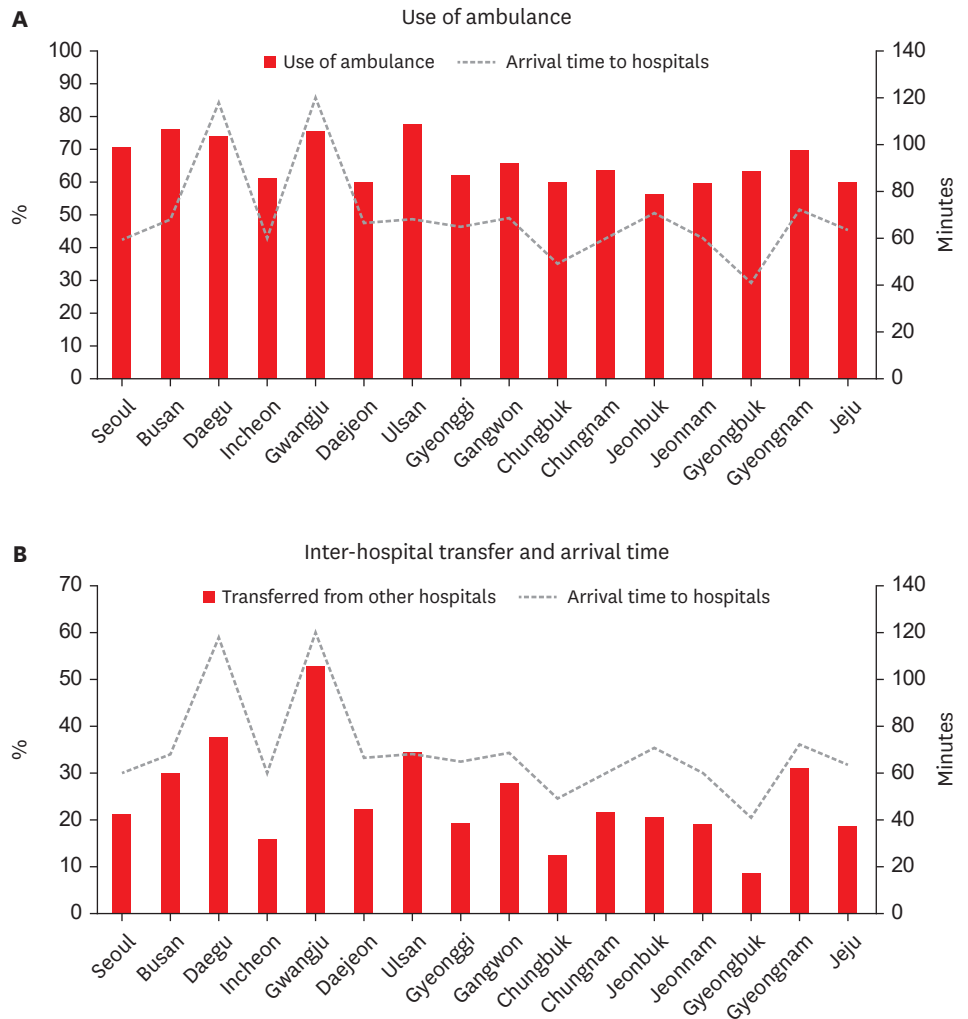 A
Use of ambulance
Use of ambulance
Arrival time to hospitals
100
90
80
70
60
50
40
30
20
10
0
%
140
120
100
80
60
40
20
0
Minutes
Seoul
Busan
Daegu
Incheon
Gwangju
Daejeon
Ulsan
Gyeonggi
Gangwon
Chungbuk
Chungnam
Jeonbuk
Jeonnam
Gyeongbuk
Gyeongnam
Jeju
B
Inter-hospital transfer and arrival time
Transferred from other hospitals
Arrival time to hospitals
70
60
50
40
30
20
10
0
%
140
120
100
80
60
40
20
0
Minutes
Seoul
Busan
Daegu
Incheon
Gwangju
Daejeon
Ulsan
Gyeonggi
Gangwon
Chungbuk
Chungnam
Jeonbuk
Jeonnam
Gyeongbuk
Gyeongnam
Jeju